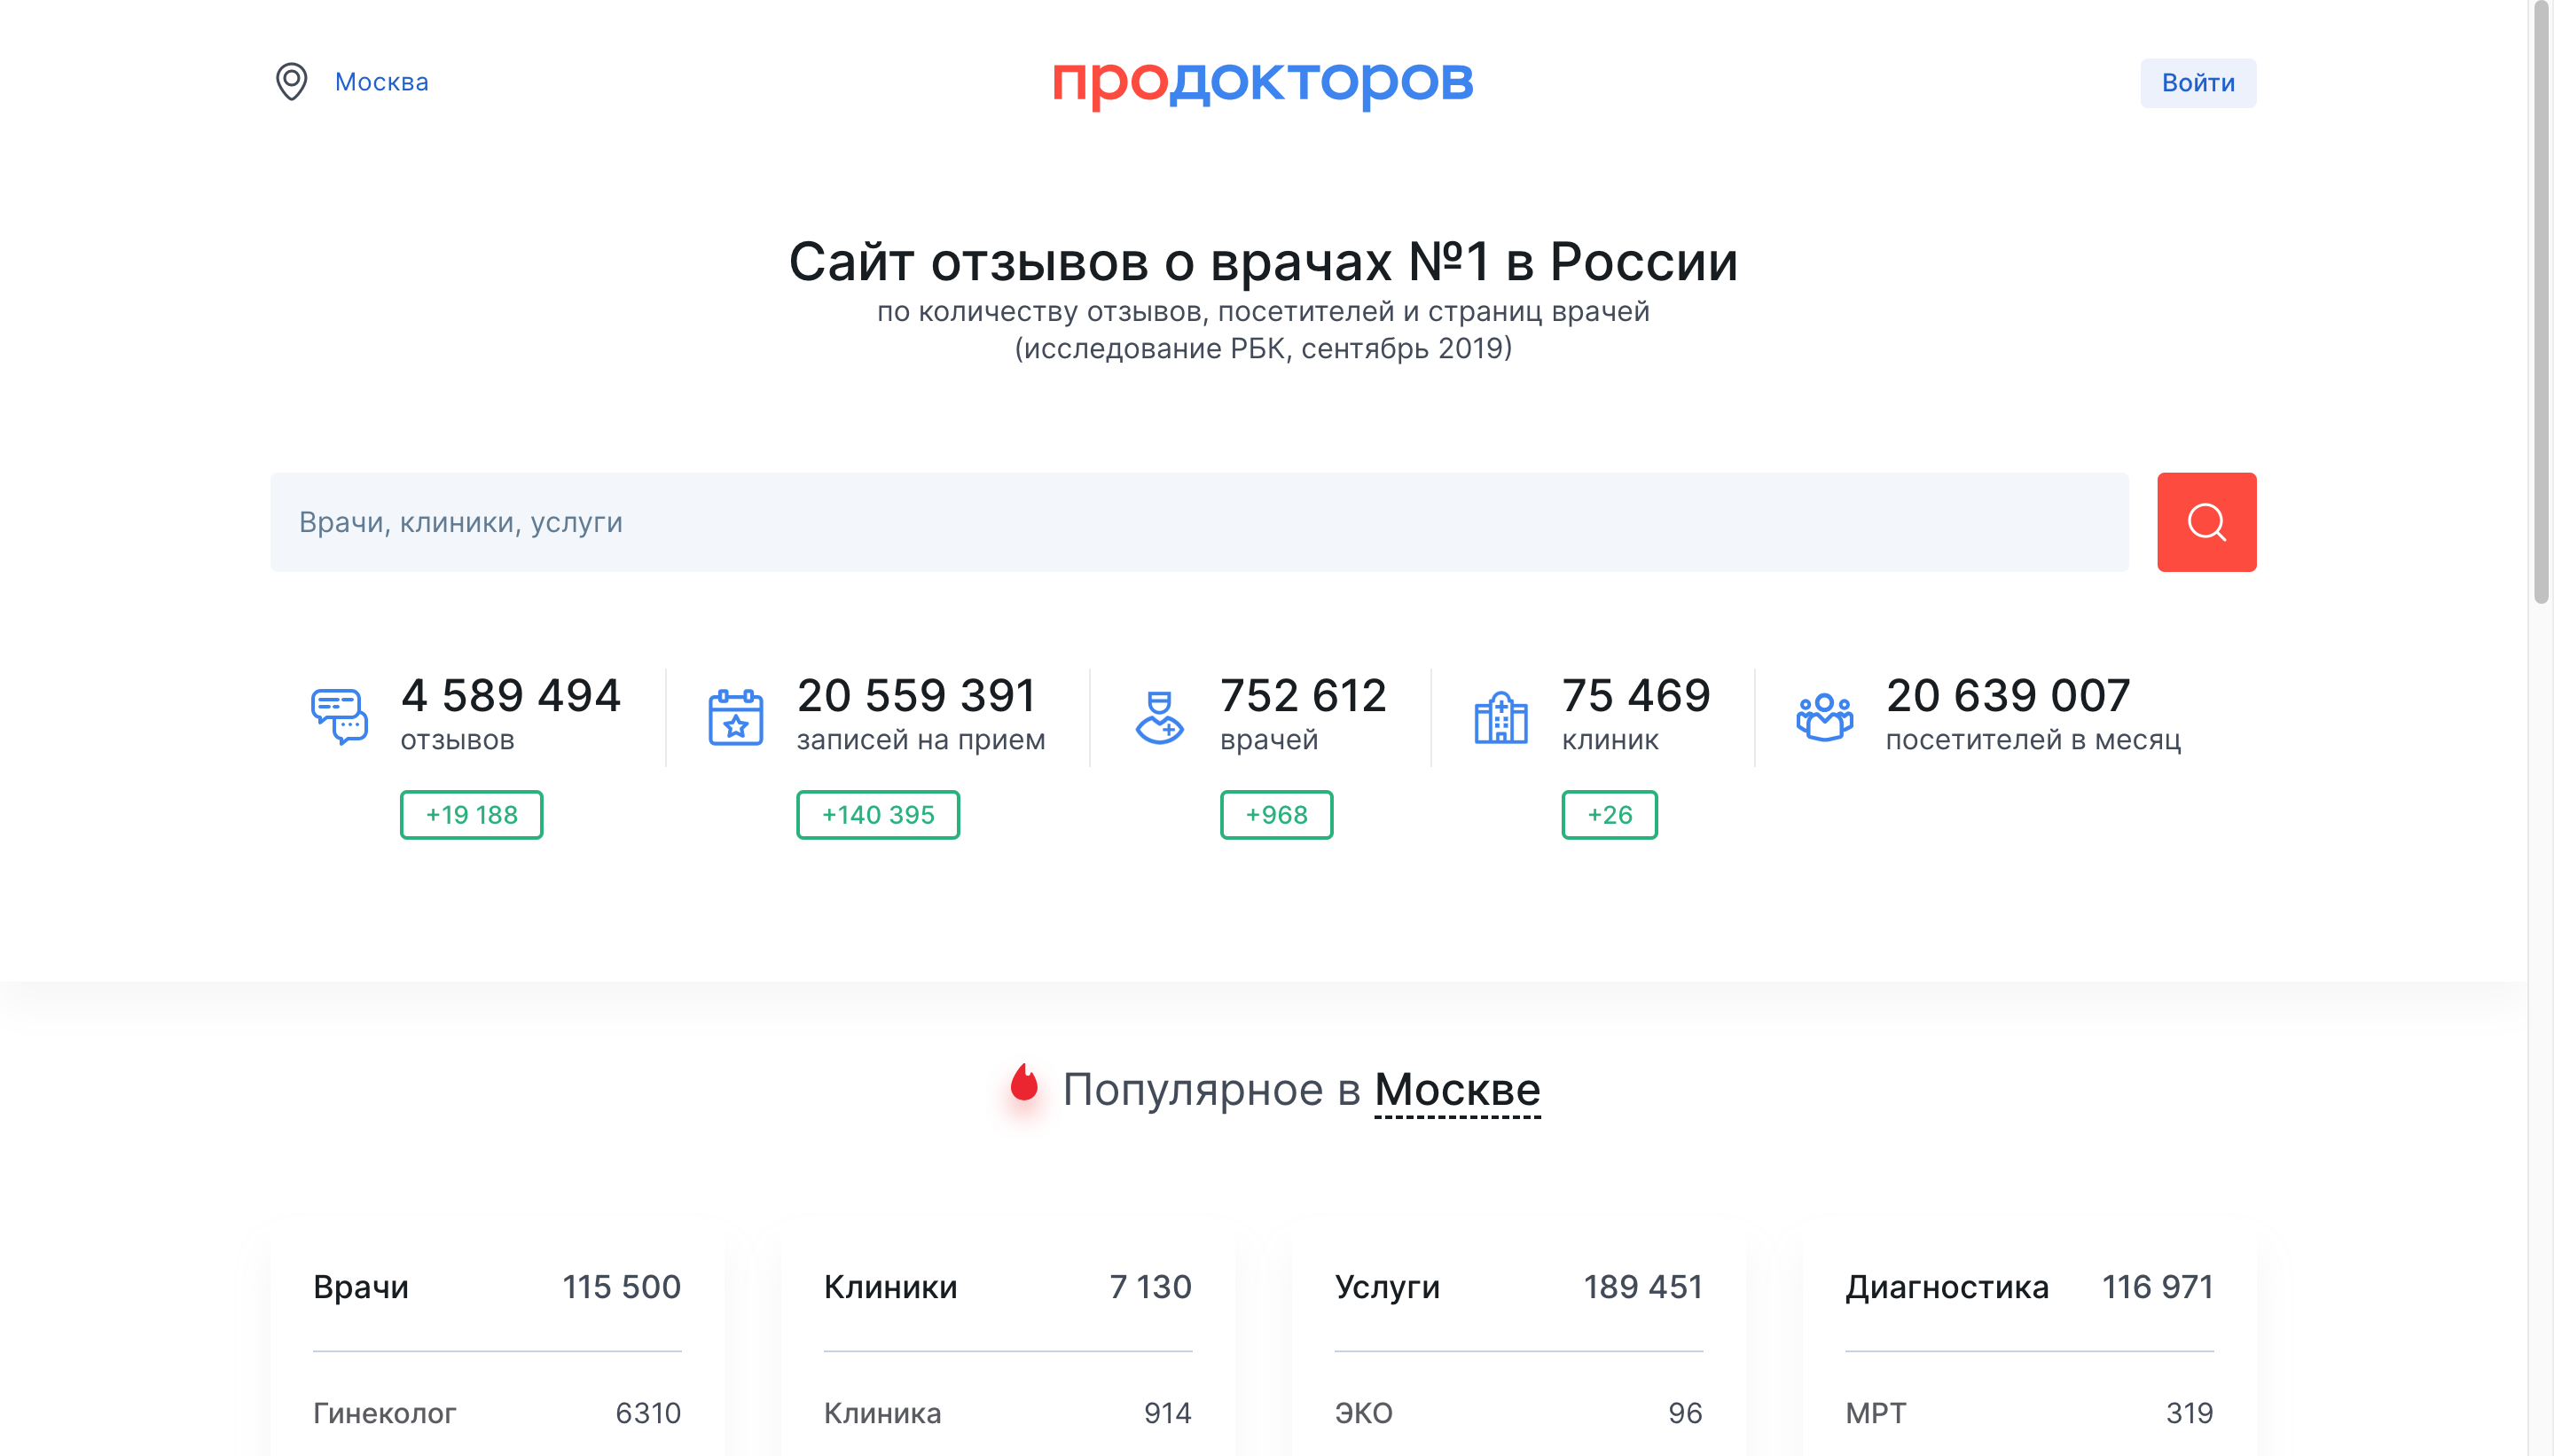 Москва
продокторов
Войти
Сайт отзывов о врачах №1 в России
по количеству отзывов, посетителей и страниц врачей
(исследование РБК, сентябрь 2019)
Врачи, клиники, услуги
4 589 494
отзывов
+19 188
20 559 391
записей на прием
+140 395
752 612
врачей
+968
75 469
клиник
+26
20 639 007
посетителей в месяц
Популярное в Москве
Врачи 115 500
Гинеколог 6310
Клиники 7 130
Клиника 914
Услуги 189 451
ЭКО 96
Диагностика 116 971
МРТ 319